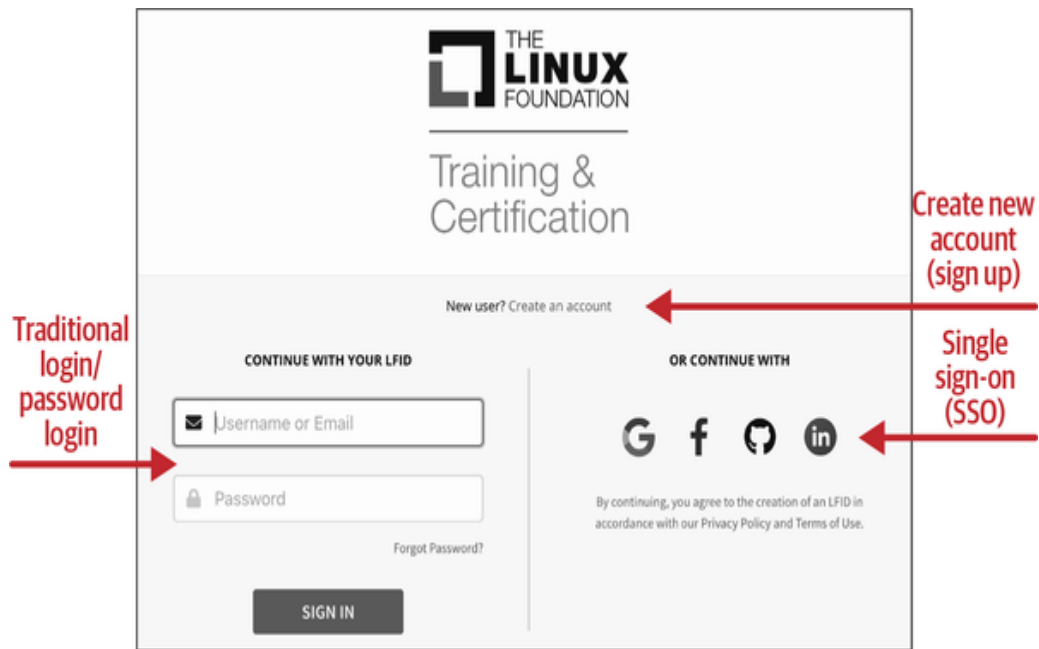 THE
LINUX
FOUNDATION
Training &
Certification
Create new
account
(sign up)
New user? Create an account
Traditional
login/
password
login
CONTINUE WITH YOUR LFID
Username or Email
Password
Forgot Password?
SIGN IN
OR CONTINUE WITH
G f in
By continuing, you agree to the creation of an LFID in
accordance with our Privacy Policy and Terms of Use.
Single
sign-on
(SSO)